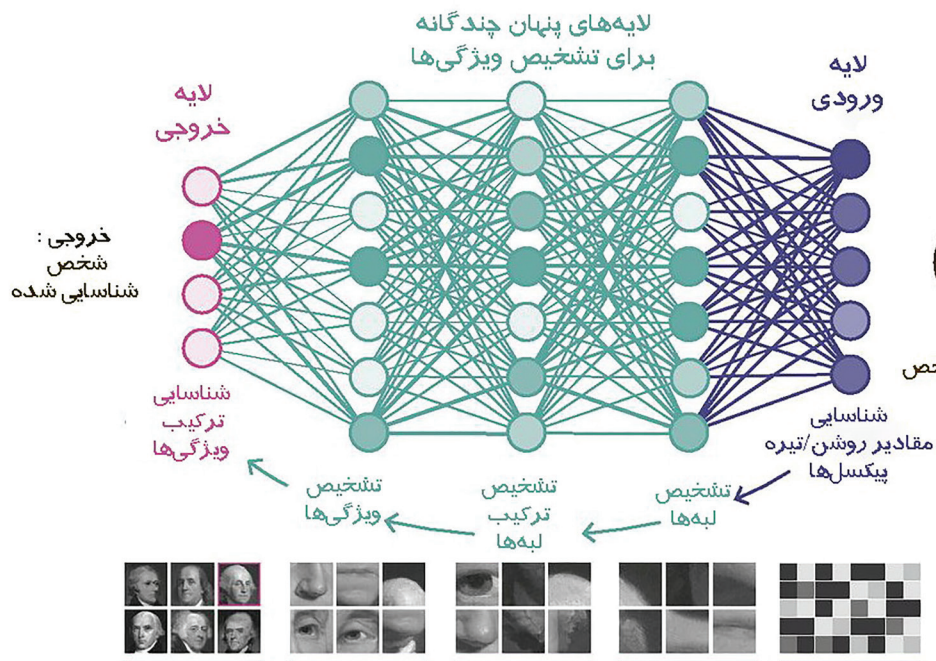 لایه‌های پنهان چندگانه
برای تشخیص ویژگی‌ها
لایه
ورودی
لایه
خروجی
خروجی :
شخص
شناسایی شده
شناسایی
مقادیر روشن/تیره
پیکسل‌ها
تشخیص
لبه‌ها
تشخیص
ترکیب
لبه‌ها
تشخیص
ویژگی‌ها
شناسایی
ترکیب
ویژگی‌ها